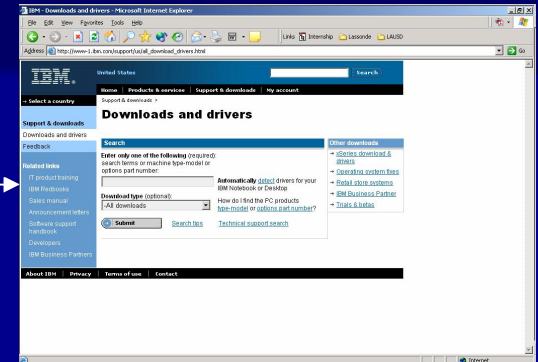 IBM - Downloads and drivers - Microsoft Internet Explorer
File Edit View Favorites Tools Help
Links Internship Lassonde LAUSD
Address http://www-1.ibm.com/support/us/all_download_drivers.html Go
IBM®
United States
Search
Home Products & services Support & downloads My account
→ Select a country
Support & downloads >
Downloads and drivers
Support & downloads
Downloads and drivers
Feedback
Related links
IT product training
IBM Redbooks
Sales manual
Announcement letters
Software support
handbook
Developers
IBM Business Partners
Search
Enter only one of the following (required):
search terms or machine type-model or
options part number:
Automatically detect drivers for your
IBM Notebook or Desktop
Download type (optional):
-All downloads
How do I find the PC products
type-model or options part number?
Submit
Search tips
Technical support search
Other downloads
→ xSeries download &
drivers
→ Operating system fixes
→ Retail store systems
→ IBM Business Partner
→ Trials & betas
About IBM Privacy Terms of use Contact
Internet